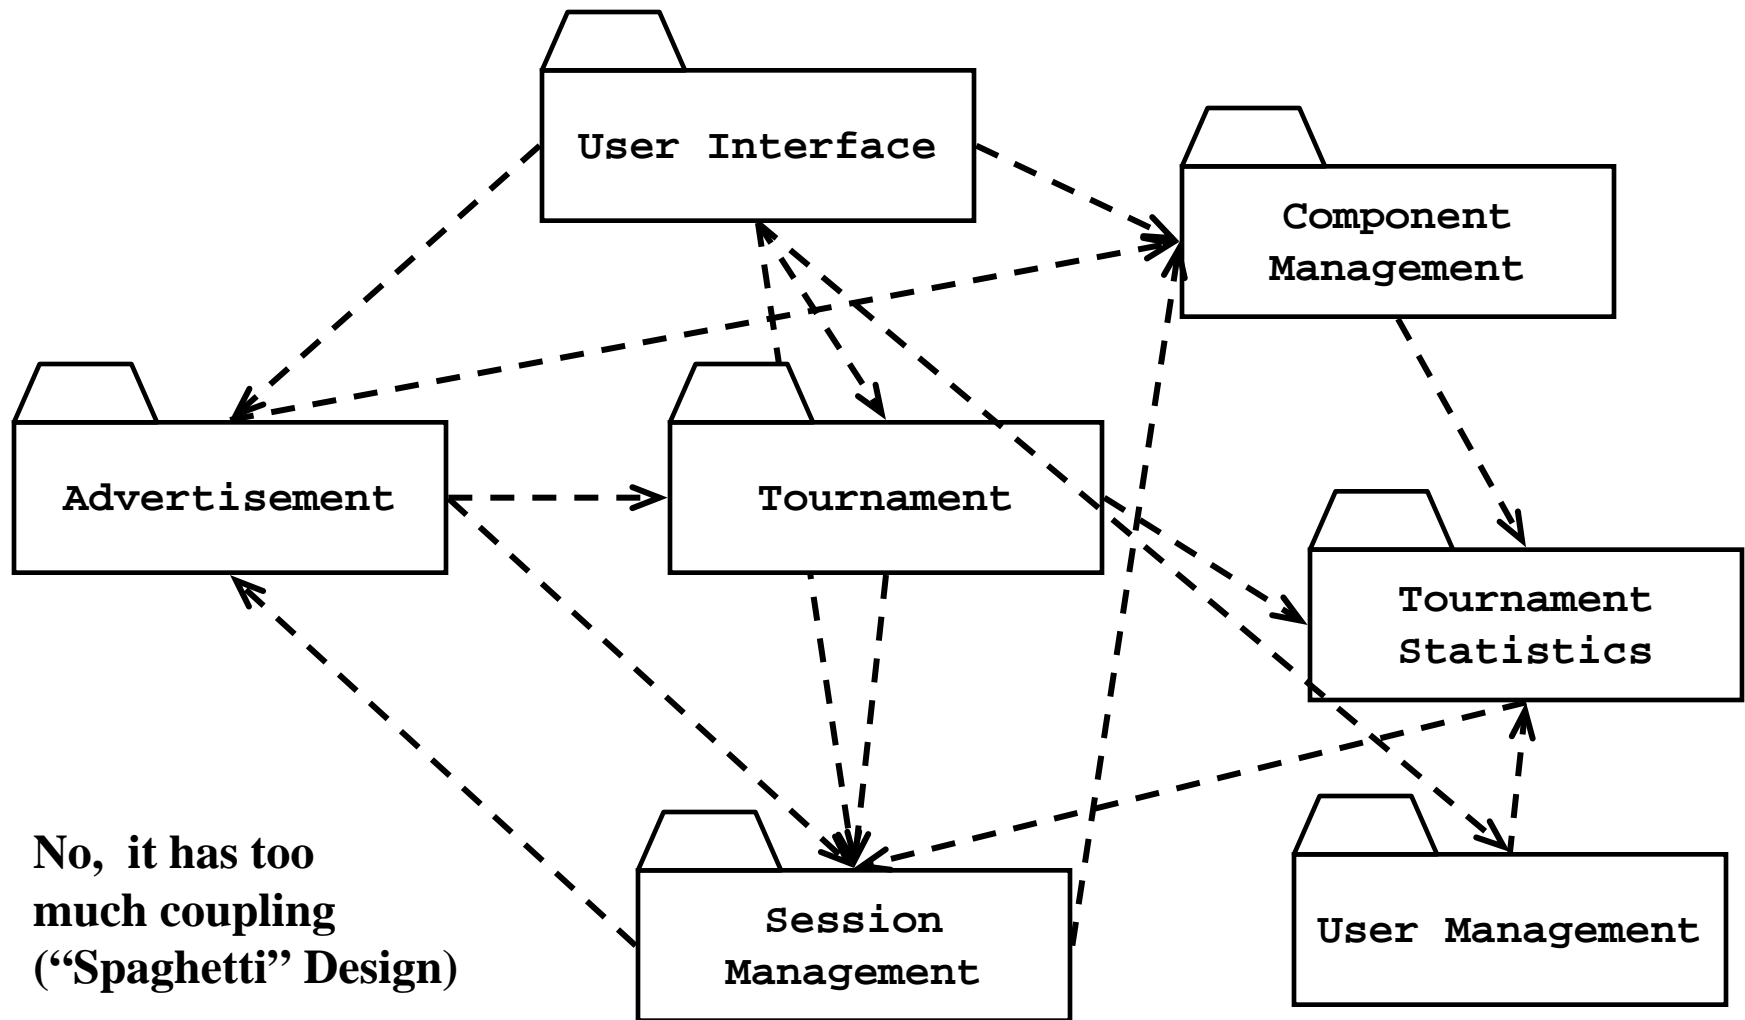 User Interface
Component
Management
Advertisement
Tournament
Tournament
Statistics
No, it has too
much coupling
(“Spaghetti” Design)
Session
Management
User Management